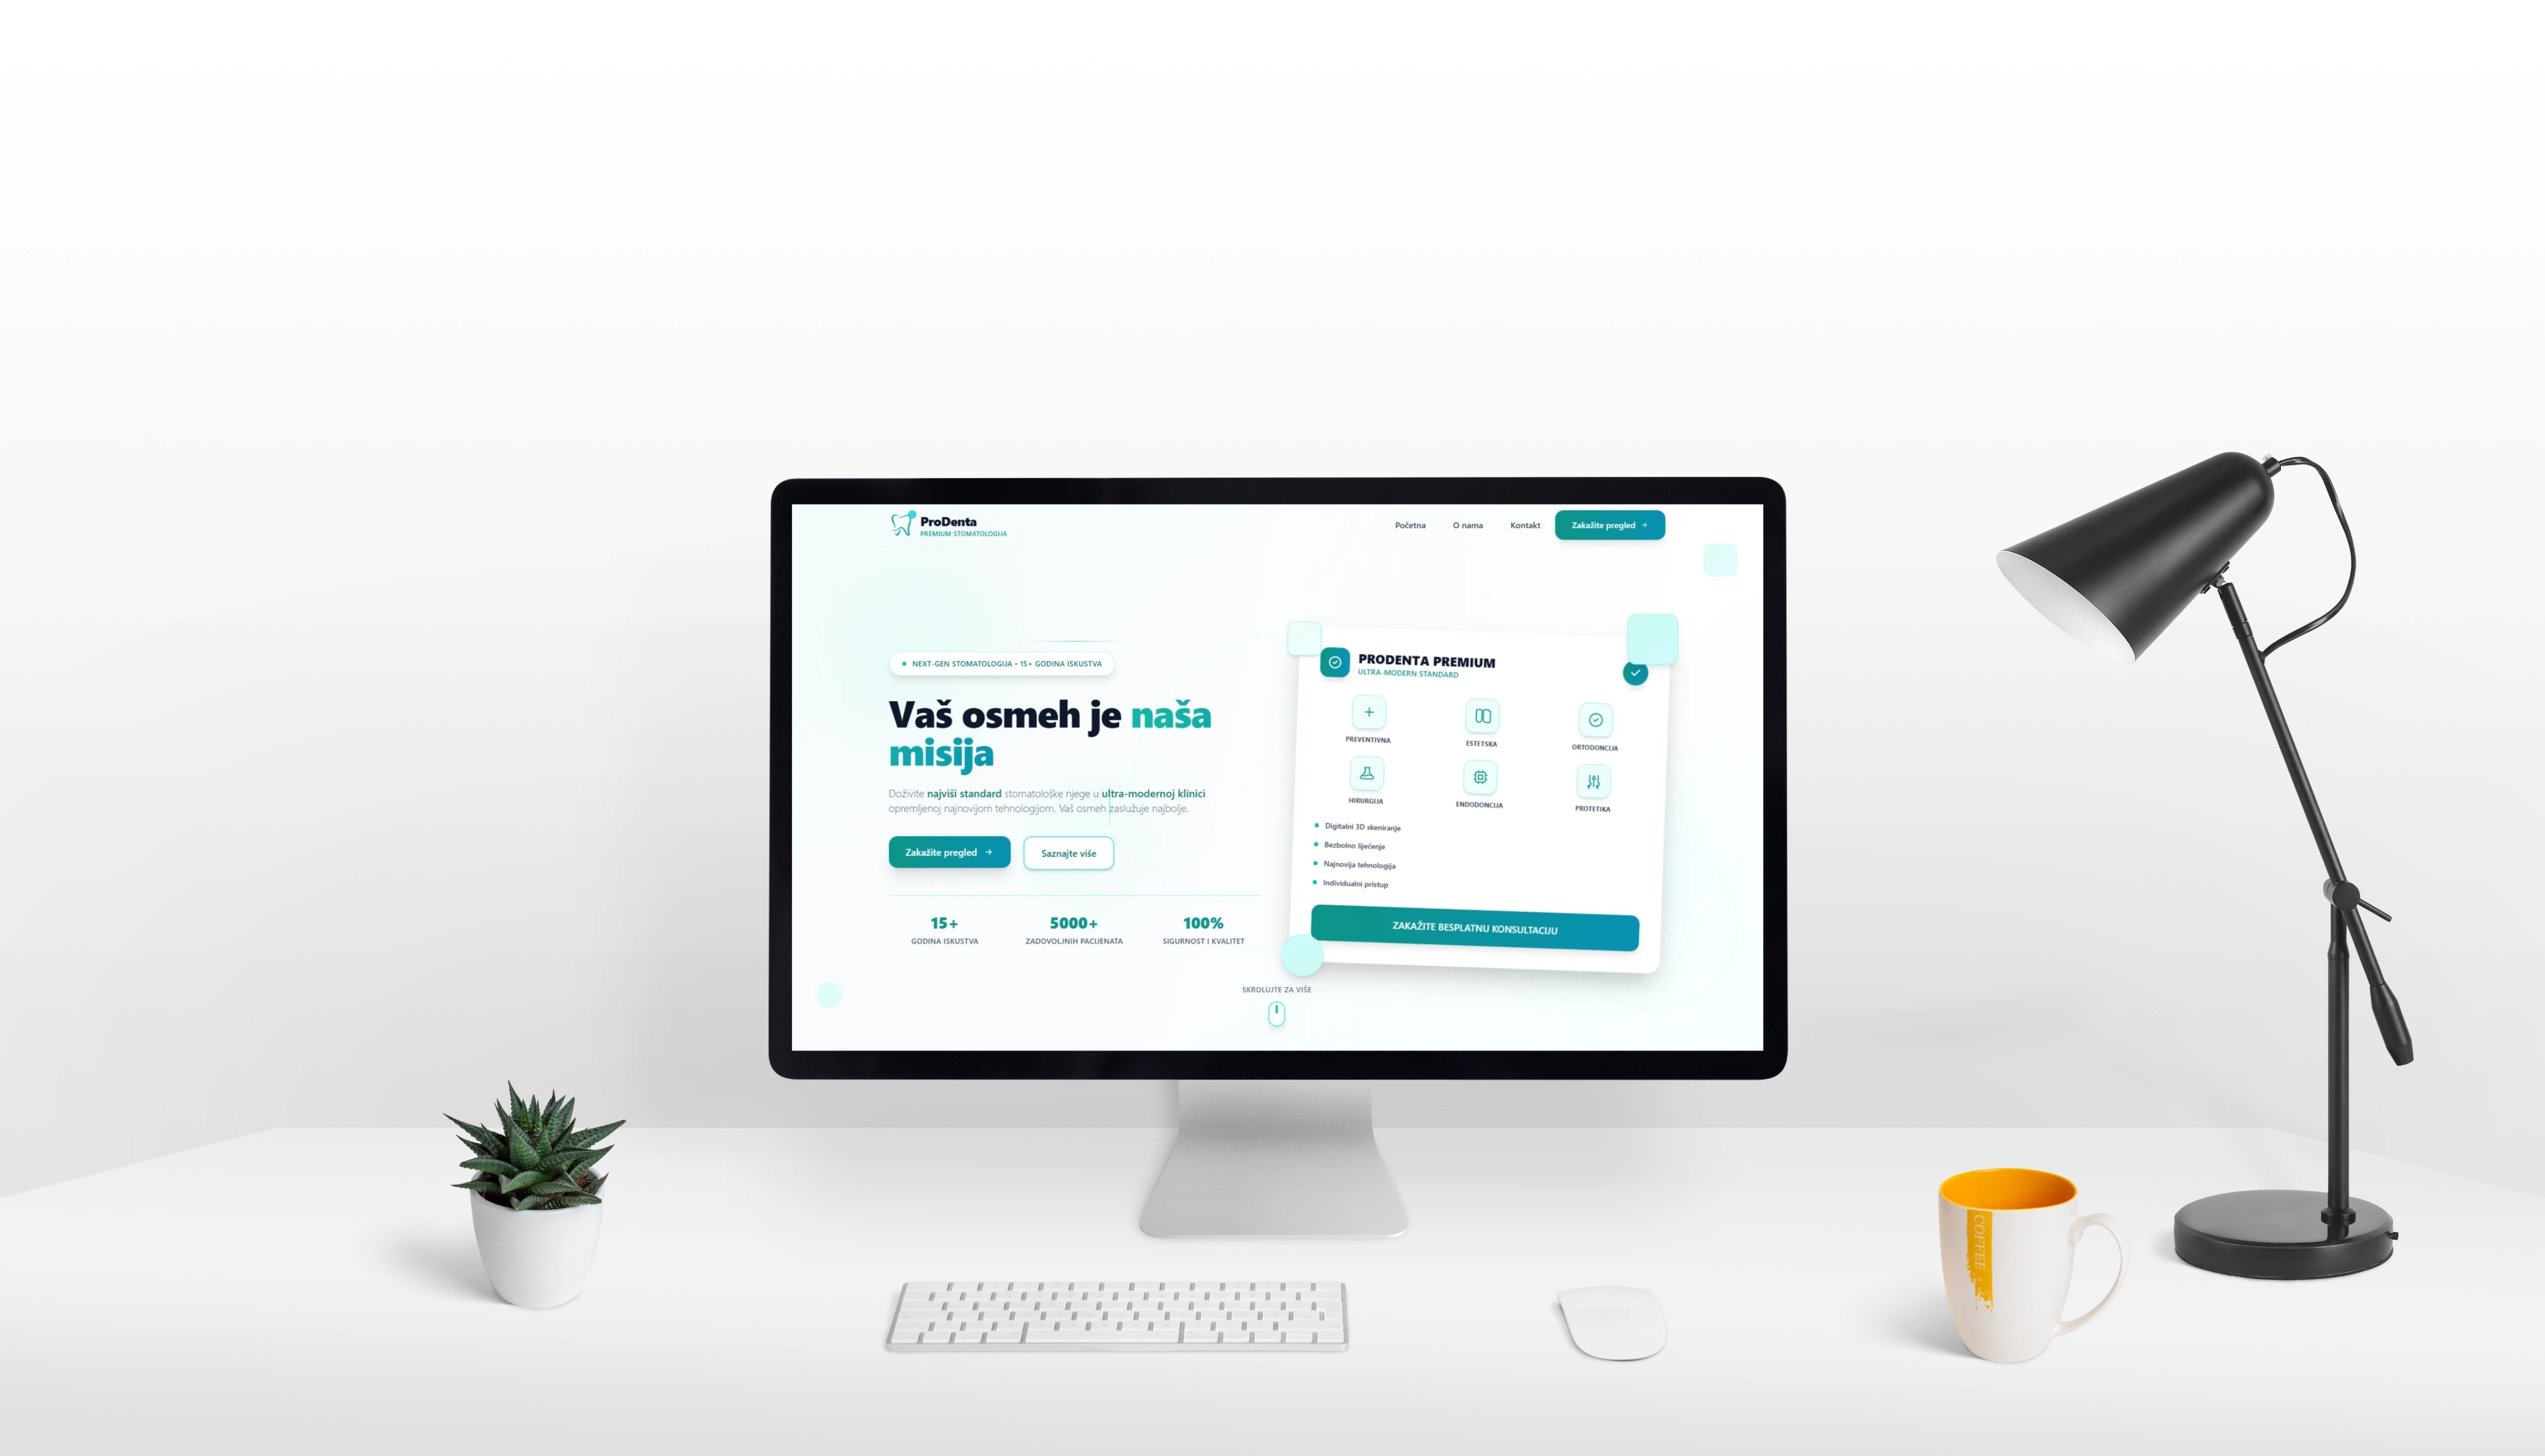 ProDenta
PREMIUM STOMATOLOGIJA
Početna
O nama
Kontakt
Zakažite pregled
NEXT-GEN STOMATOLOGIJA • 15+ GODINA ISKUSTVA
Vaš osmeh je naša
misija
Doživite najviši standard stomatološke njege u ultra-modernoj klinici
opremljenoj najnovijom tehnologijom. Vaš osmeh zaslužuje najbolje.
Zakažite pregled
Saznajte više
15+
GODINA ISKUSTVA
5000+
ZADOVOLJNIH PACIJENATA
100%
SIGURNOST I KVALITET
PRODENTA PREMIUM
ULTRA-MODERN STANDARD
PREVENTIVNA
ESTETSKA
ORTODONCIJA
HIRURGIJA
ENDODONCIJA
PROTETIKA
Digitalni 3D skeniranje
Bezbolno liječenje
Najnovija tehnologija
Individualni pristup
ZAKAŽITE BESPLATNU KONSULTACIJU
SKROLUJTE ZA VIŠE
COFFEE